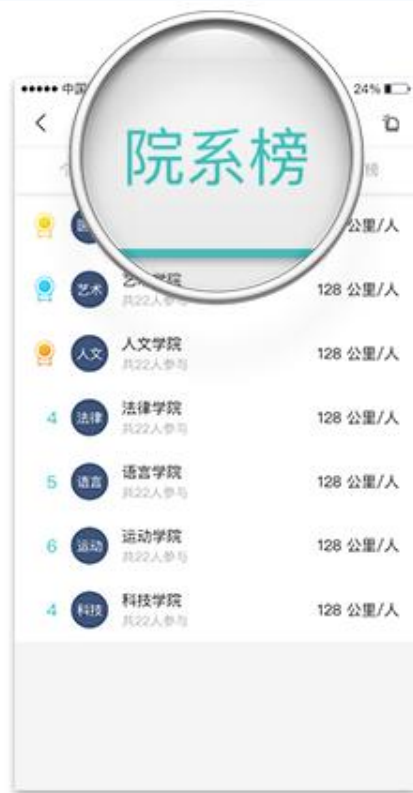 中国
24%
院系榜
榜
公里/人
艺术
128 公里/人
人文
人文学院
共22人参与
128 公里/人
4
法律
法律学院
共22人参与
128 公里/人
5
语言
语言学院
共22人参与
128 公里/人
6
运动
运动学院
共22人参与
128 公里/人
4
科技
科技学院
共22人参与
128 公里/人